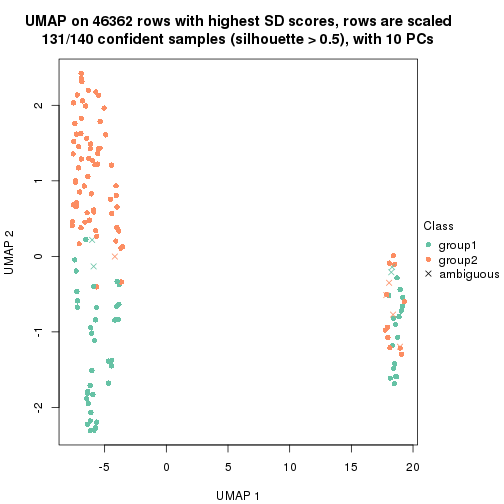 UMAP on 46362 rows with highest SD scores, rows are scaled
131/140 confident samples (silhouette > 0.5), with 10 PCs
2
1
0
-1
-2
UMAP 2
-5
0
5
10
15
20
UMAP 1
Class
group1
group2
ambiguous